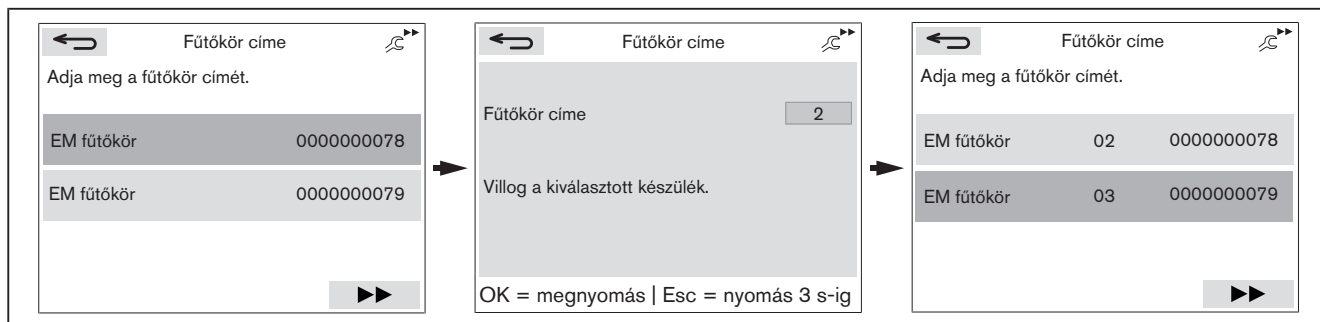 Fűtőkör címe
Adja meg a fűtőkör címét.
EM fűtőkör 0000000078
EM fűtőkör 0000000079
Fűtőkör címe
Fűtőkör címe 2
Villog a kiválasztott készülék.
OK = megnyomás | Esc = nyomás 3 s-ig
Fűtőkör címe
Adja meg a fűtőkör címét.
EM fűtőkör 02 0000000078
EM fűtőkör 03 0000000079